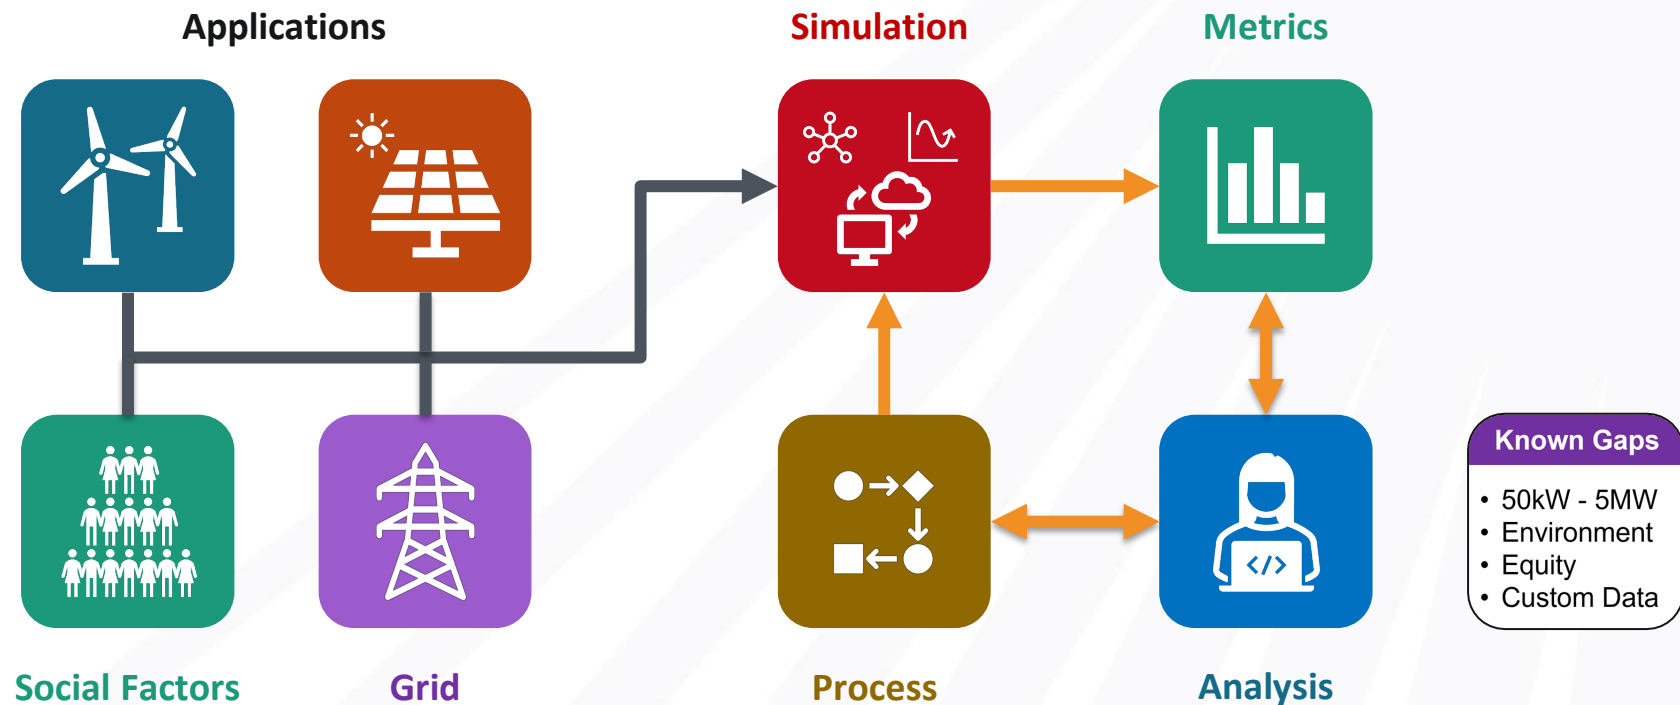 Applications
Simulation
Metrics
</>
Known Gaps
• 50kW - 5MW
• Environment
• Equity
• Custom Data
Social Factors
Grid
Process
Analysis